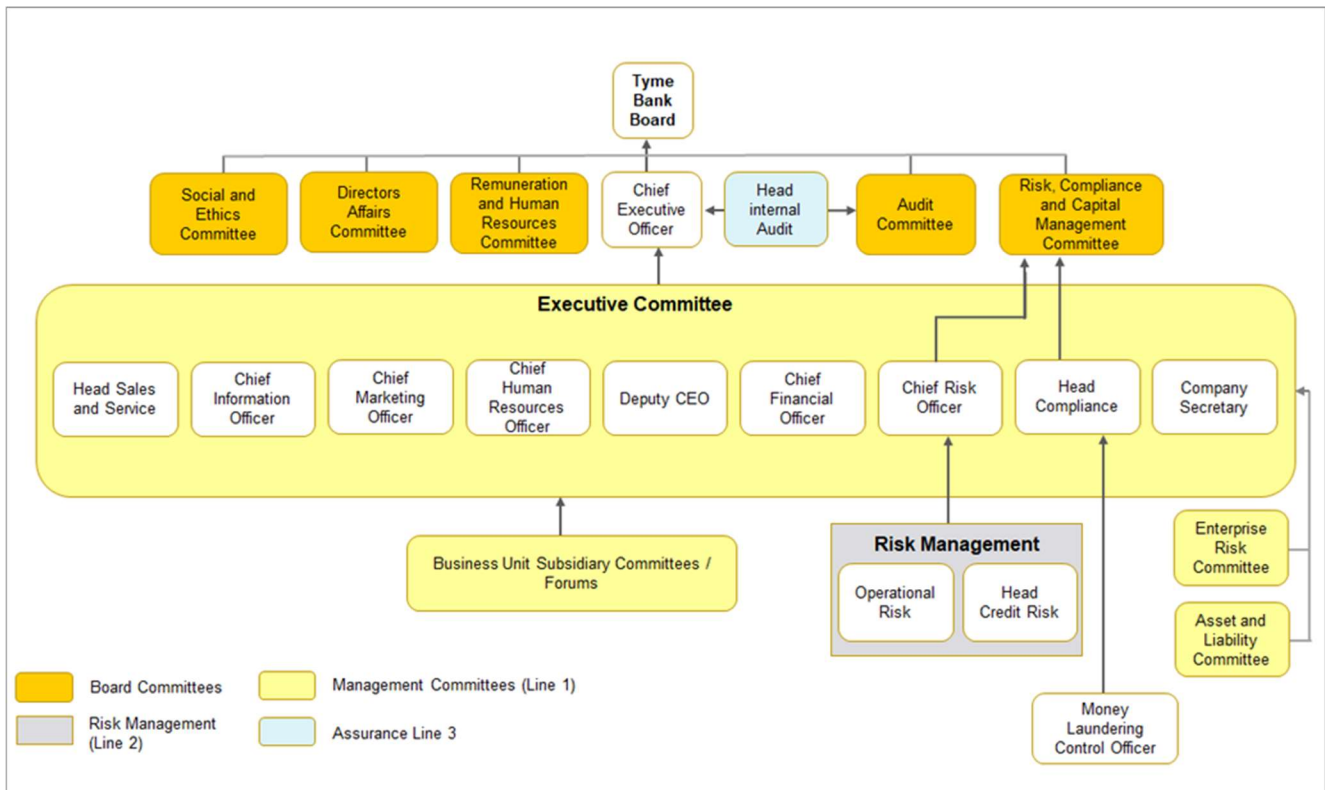 Tyme
Bank
Board
Social and
Ethics
Committee
Directors
Affairs
Committee
Remuneration
and Human
Resources
Committee
Chief
Executive
Officer
Head
internal
Audit
Audit
Committee
Risk, Compliance
and Capital
Management
Committee
Executive Committee
Head Sales
and Service
Chief
Information
Officer
Chief
Marketing
Officer
Chief
Human
Resources
Officer
Deputy CEO
Chief
Financial
Officer
Chief Risk
Officer
Head
Compliance
Company
Secretary
Business Unit Subsidiary Committees /
Forums
Risk Management
Operational
Risk
Head
Credit Risk
Enterprise
Risk
Committee
Asset and
Liability
Committee
Money
Laundering
Control Officer
Board Committees
Management Committees (Line 1)
Risk Management
(Line 2)
Assurance Line 3